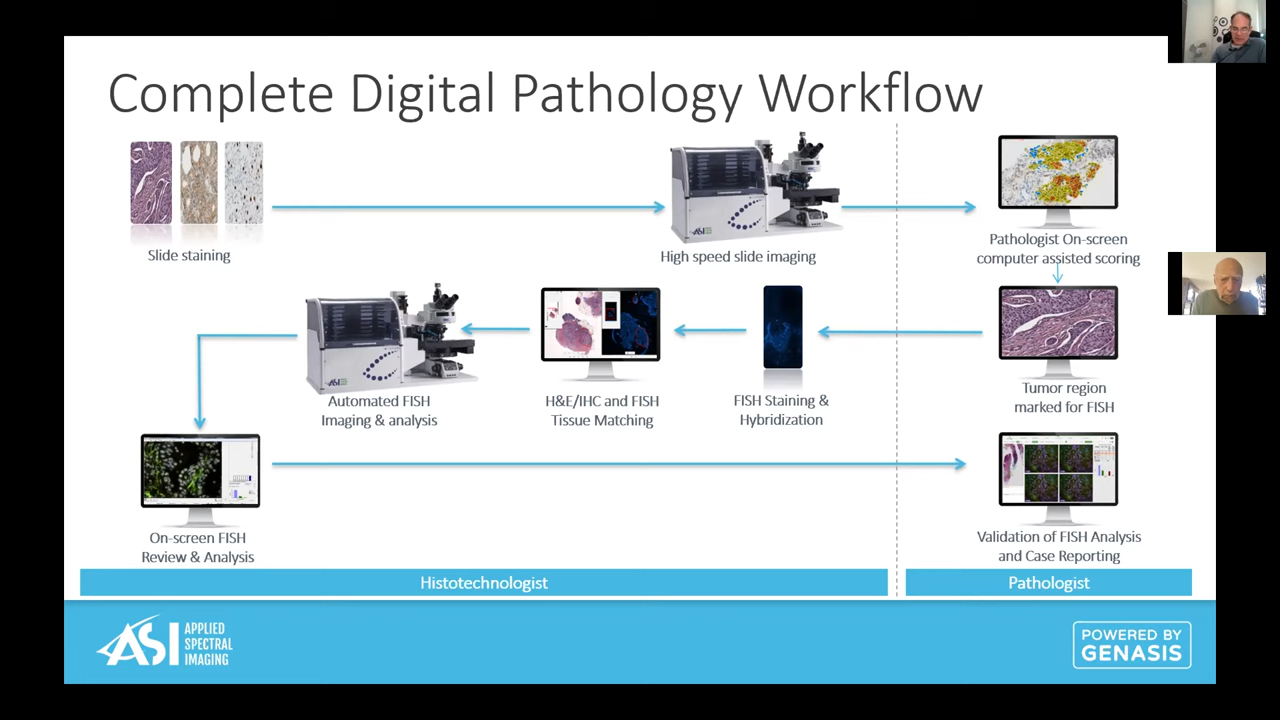 Complete Digital Pathology Workflow
Slide staining
High speed slide imaging
Pathologist On-screen
computer assisted scoring
Automated FISH
Imaging & analysis
H&E/IHC and FISH
Tissue Matching
FISH Staining &
Hybridization
Tumor region
marked for FISH
On-screen FISH
Review & Analysis
Validation of FISH Analysis
and Case Reporting
Histotechnologist
Pathologist
ASI APPLIED
SPECTRAL
IMAGING
POWERED BY
GENASIS